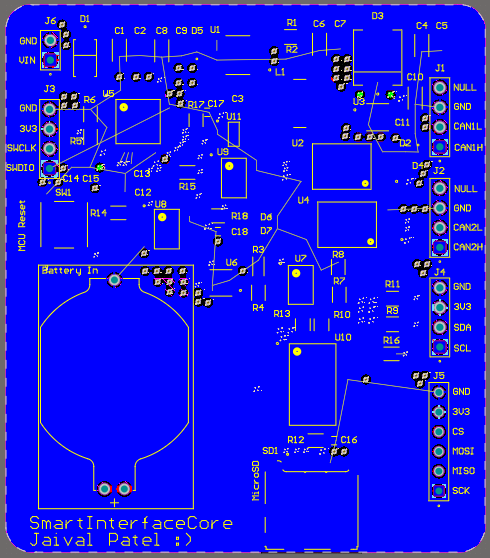 J6
D1
C1 C2 C8 C9 D5 U1
R1
R2
C6 C7
D3
C4 C5
GND
VIN
L1
J3
GND
3V3
SWCLK
SWDIO
R6
U5
R5
R17
C3
U11
U3
C10
C11
D2
J1
NULL
GND
CAN1L
CAN1H
U2
U9
C14 C15
C13
R15
D4
SW1
C12
MCU Reset
R14
U8
R18
C18
D6
D7
U4
J2
NULL
GND
CAN2L
CAN2H
Battery In
U6
R3
R4
U7
R8
R7
R11
R9
R16
J4
GND
3V3
SDA
SCL
R13
R10
U10
J5
GND
3V3
CS
MOSI
MISO
SCK
R12
C16
SD1
MicroSD
+
SmartInterfaceCore
Jaival Patel :)